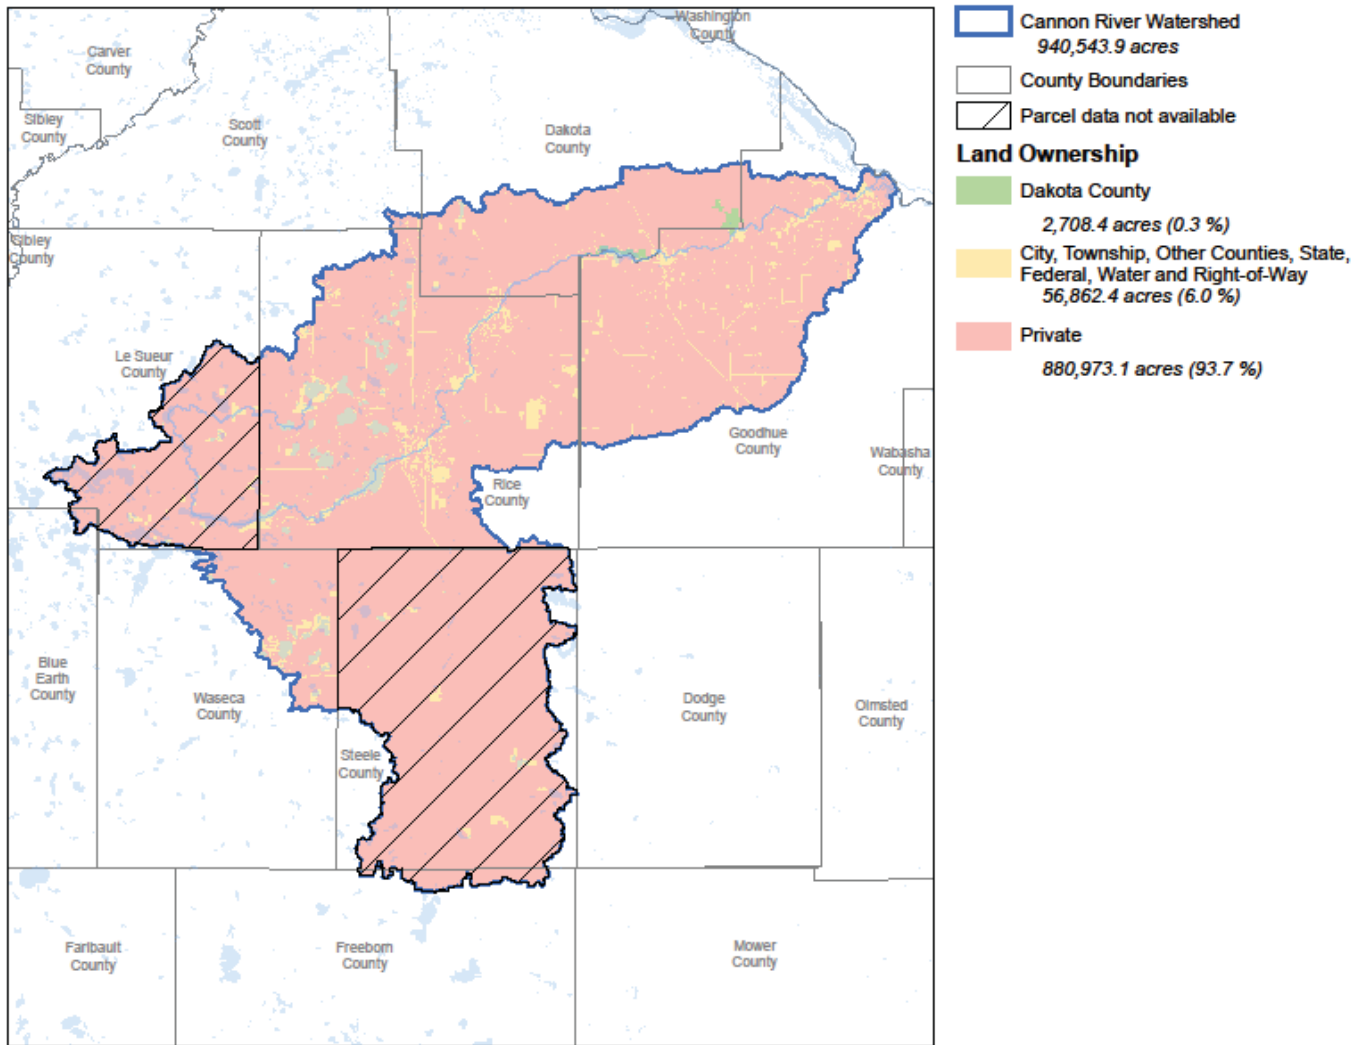 Washington
County
Carver
County
Sibley
County
Scott
County
Dakota
County
Sibley
County
Le Sueur
County
Goodhue
County
Wabasha
County
Rice
County
Blue
Earth
County
Waseca
County
Steele
County
Dodge
County
Olmsted
County
Faribault
County
Freeborn
County
Mower
County
Cannon River Watershed
940,543.9 acres
County Boundaries
Parcel data not available
Land Ownership
Dakota County
2,708.4 acres (0.3 %)
City, Township, Other Counties, State,
Federal, Water and Right-of-Way
56,862.4 acres (6.0 %)
Private
880,973.1 acres (93.7 %)